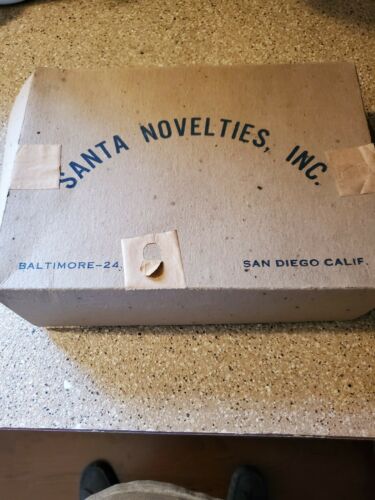 SANTA NOVELTIES, INC.
BALTIMORE-24,
SAN DIEGO CALIF.